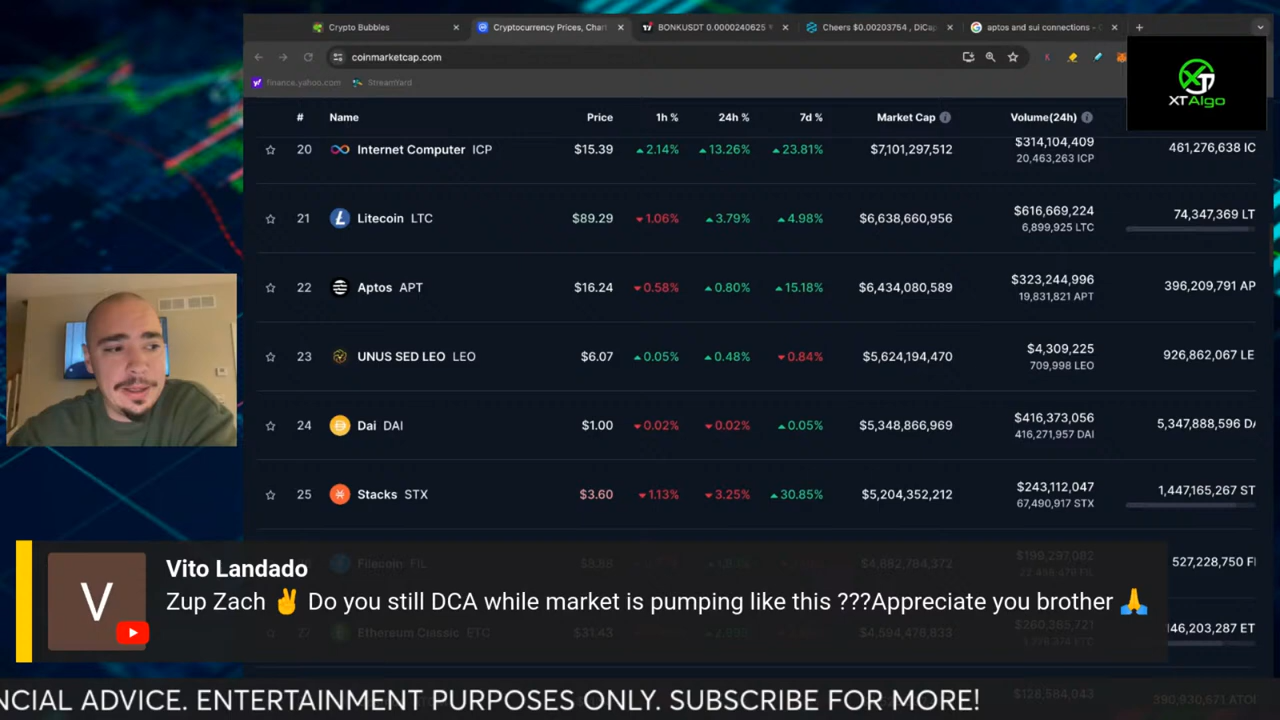 Crypto Bubbles
Cryptocurrency Prices, Char
BONKUSDT 0.0000240625
Cheers $0.00203754 , DICap
aptos and sui connections -
coinmarketcap.com
finance.yahoo.com
StreamYard
XTAlgo
# Name Price 1h % 24h % 7d % Market Cap Volume(24h)
20 Internet Computer ICP $15.39 2.14% 13.26% 23.81% $7,101,297,512 $314,104,409 461,276,638 IC
20,463,263 ICP
21 Litecoin LTC $89.29 1.06% 3.79% 4.98% $6,638,660,956 $616,669,224 74,347,369 LT
6,899,925 LTC
22 Aptos APT $16.24 0.58% 0.80% 15.18% $6,434,080,589 $323,244,996 396,209,791 AP
19,831,821 APT
23 UNUS SED LEO LEO $6.07 0.05% 0.48% 0.84% $5,624,194,470 $4,309,225 926,862,067 LE
709,998 LEO
24 Dai DAI $1.00 0.02% 0.02% 0.05% $5,348,866,969 $416,373,056 5,347,888,596 DA
416,271,957 DAI
25 Stacks STX $3.60 1.13% 3.25% 30.85% $5,204,352,212 $243,112,047 1,447,165,267 ST
67,490,917 STX
Filecoin FIL 527,228,750 FI
V
Vito Landado
Zup Zach ✌️ Do you still DCA while market is pumping like this ???Appreciate you brother 🙏
Ethereum Classic ETC $31.43 46,203,287 ET
NCIAL ADVICE. ENTERTAINMENT PURPOSES ONLY. SUBSCRIBE FOR MORE!